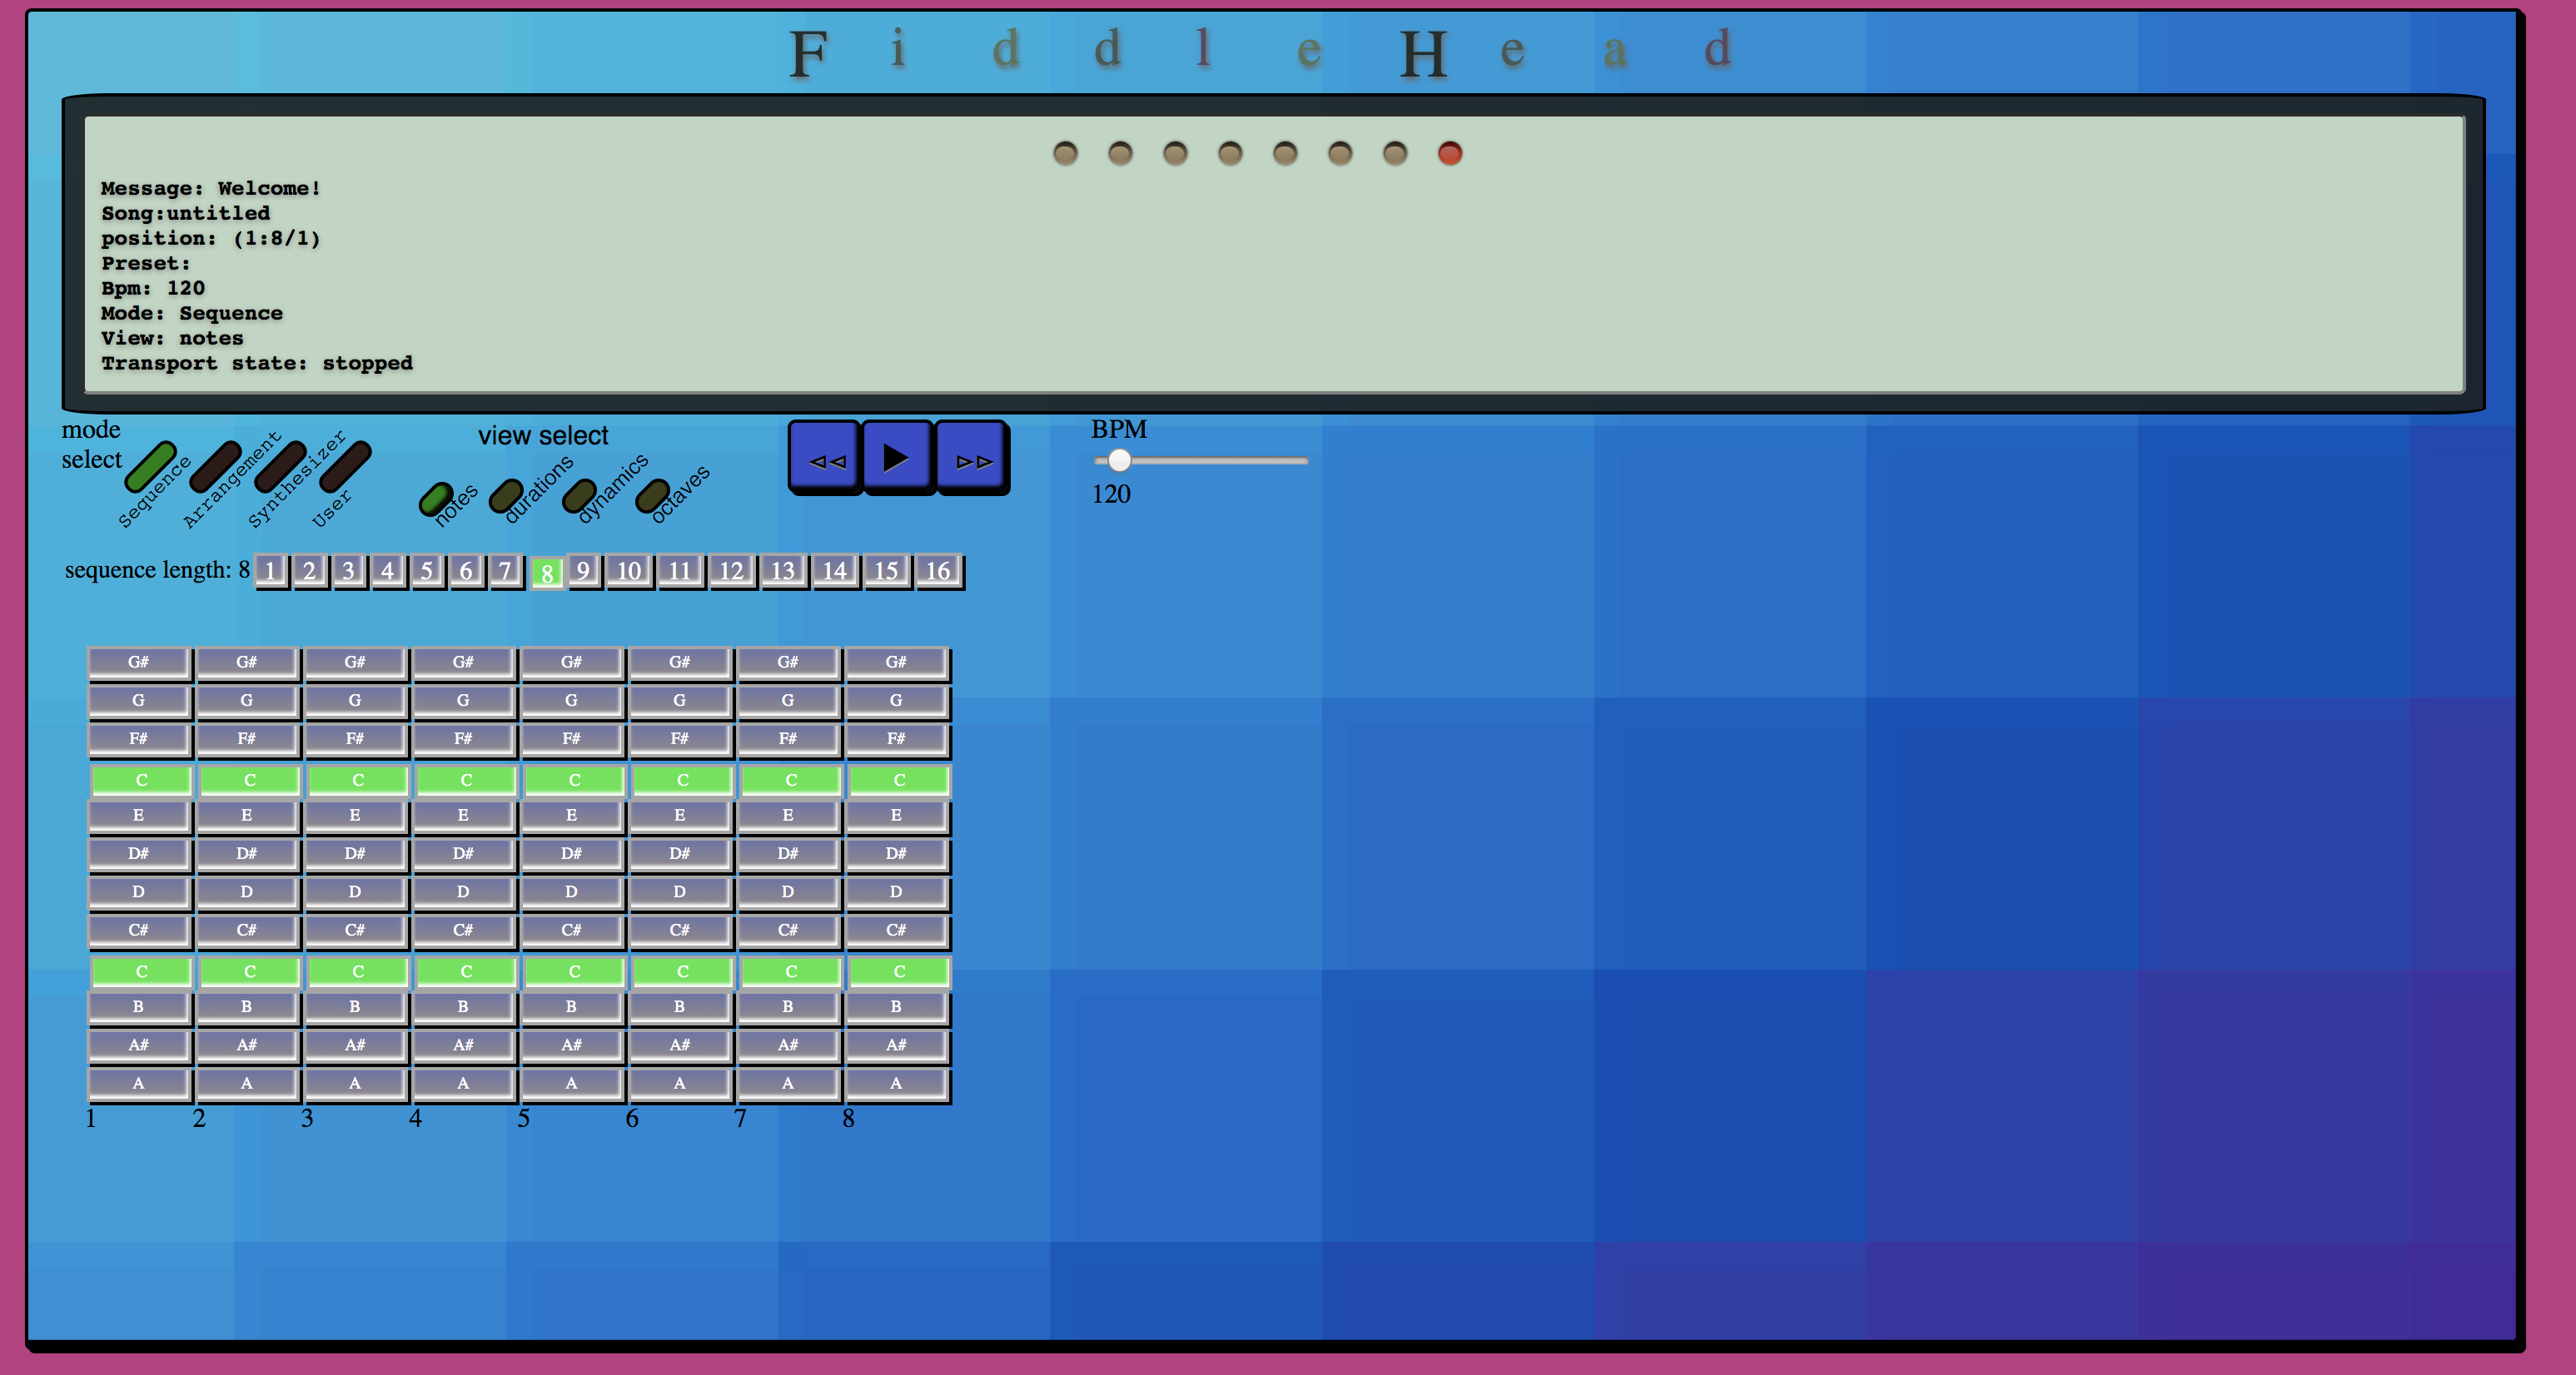 F i d d l e H e a d
Message: Welcome!
Song:untitled
position: (1:8/1)
Preset:
Bpm: 120
Mode: Sequence
View: notes
Transport state: stopped
mode
select
Sequence
Arrangement
Synthesizer
User
view select
notes
durations
dynamics
octaves
BPM
120
sequence length: 8 1 2 3 4 5 6 7 8 9 10 11 12 13 14 15 16
G# G# G# G# G# G# G# G#
G G G G G G G G
F# F# F# F# F# F# F# F#
C C C C C C C C
E E E E E E E E
D# D# D# D# D# D# D# D#
D D D D D D D D
C# C# C# C# C# C# C# C#
C C C C C C C C
B B B B B B B B
A# A# A# A# A# A# A# A#
A A A A A A A A
1 2 3 4 5 6 7 8